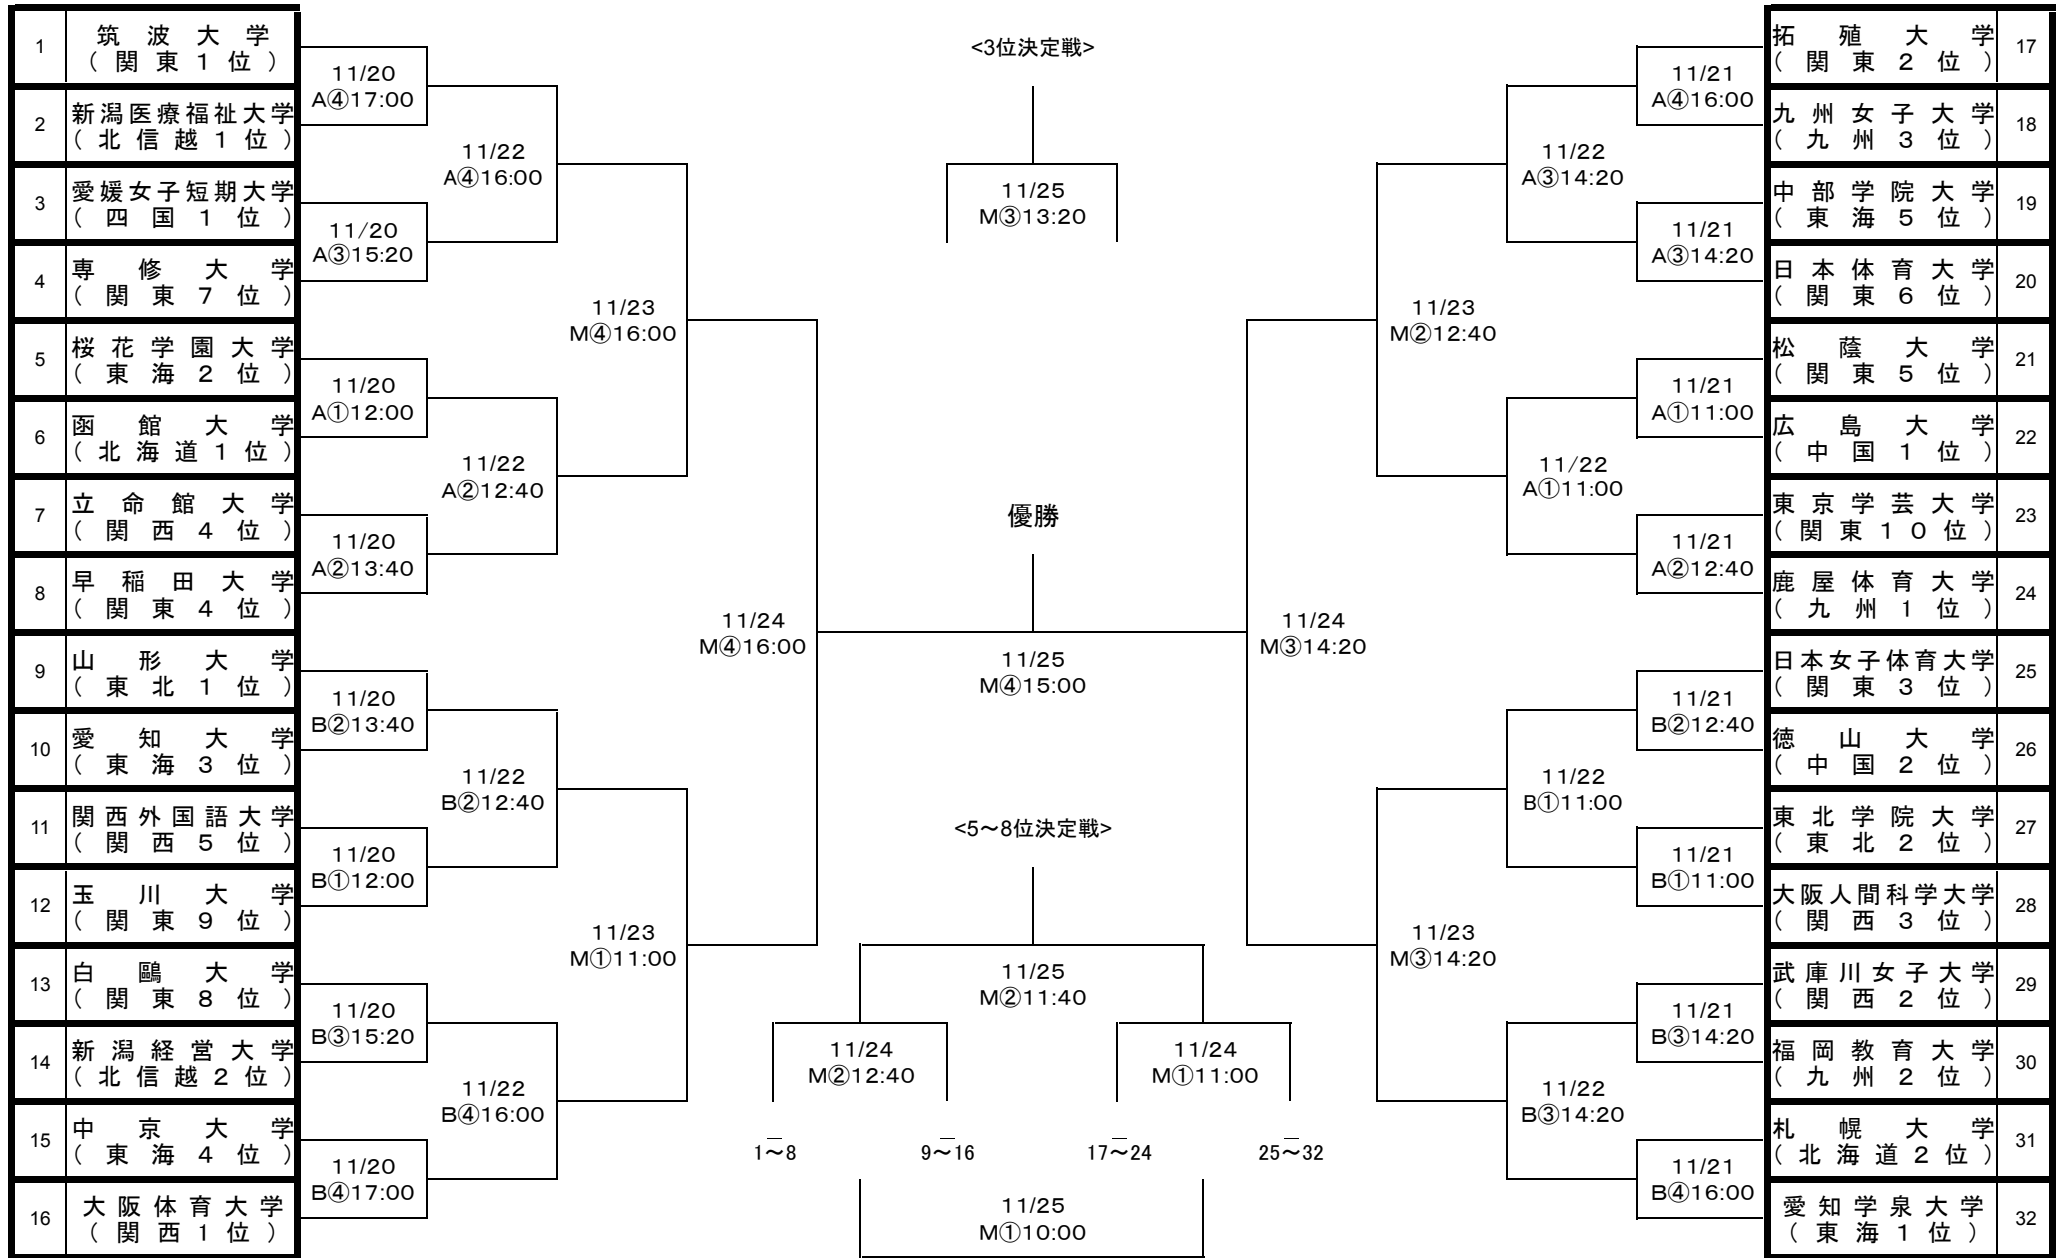 1
筑波大学
(関東1位)
2
新潟医療福祉大学
(北信越1位)
3
愛媛女子短期大学
(四国1位)
4
専修大学
(関東7位)
5
桜花学園大学
(東海2位)
6
函館大学
(北海道1位)
7
立命館大学
(関西4位)
8
早稲田大学
(関東4位)
9
山形大学
(東北1位)
10
愛知大学
(東海3位)
11
関西外国語大学
(関西5位)
12
玉川大学
(関東9位)
13
白鷗大学
(関東8位)
14
新潟経営大学
(北信越2位)
15
中京大学
(東海4位)
16
大阪体育大学
(関西1位)
11/20
A④17:00
11/20
A③15:20
11/20
A①12:00
11/20
A②13:40
11/20
B②13:40
11/20
B①12:00
11/20
B③15:20
11/20
B④17:00
11/22
A④16:00
11/22
A②12:40
11/22
B②12:40
11/22
B④16:00
11/23
M④16:00
11/23
M①11:00
11/24
M④16:00
<3位決定戦>
11/25
M③13:20
優勝
11/25
M④15:00
<5～8位決定戦>
11/25
M②11:40
11/24
M②12:40
11/24
M①11:00
1～8
9～16
17～24
25～32
11/25
M①10:00
11/24
M③14:20
11/23
M②12:40
11/23
M③14:20
11/22
A③14:20
11/22
A①11:00
11/22
B①11:00
11/22
B③14:20
11/21
A④16:00
11/21
A③14:20
11/21
A①11:00
11/21
A②12:40
11/21
B②12:40
11/21
B①11:00
11/21
B③14:20
11/21
B④16:00
拓殖大学
(関東2位)
17
九州女子大学
(九州3位)
18
中部学院大学
(東海5位)
19
日本体育大学
(関東6位)
20
松蔭大学
(関東5位)
21
広島大学
(中国1位)
22
東京学芸大学
(関東10位)
23
鹿屋体育大学
(九州1位)
24
日本女子体育大学
(関東3位)
25
徳山大学
(中国2位)
26
東北学院大学
(東北2位)
27
大阪人間科学大学
(関西3位)
28
武庫川女子大学
(関西2位)
29
福岡教育大学
(九州2位)
30
札幌大学
(北海道2位)
31
愛知学泉大学
(東海1位)
32